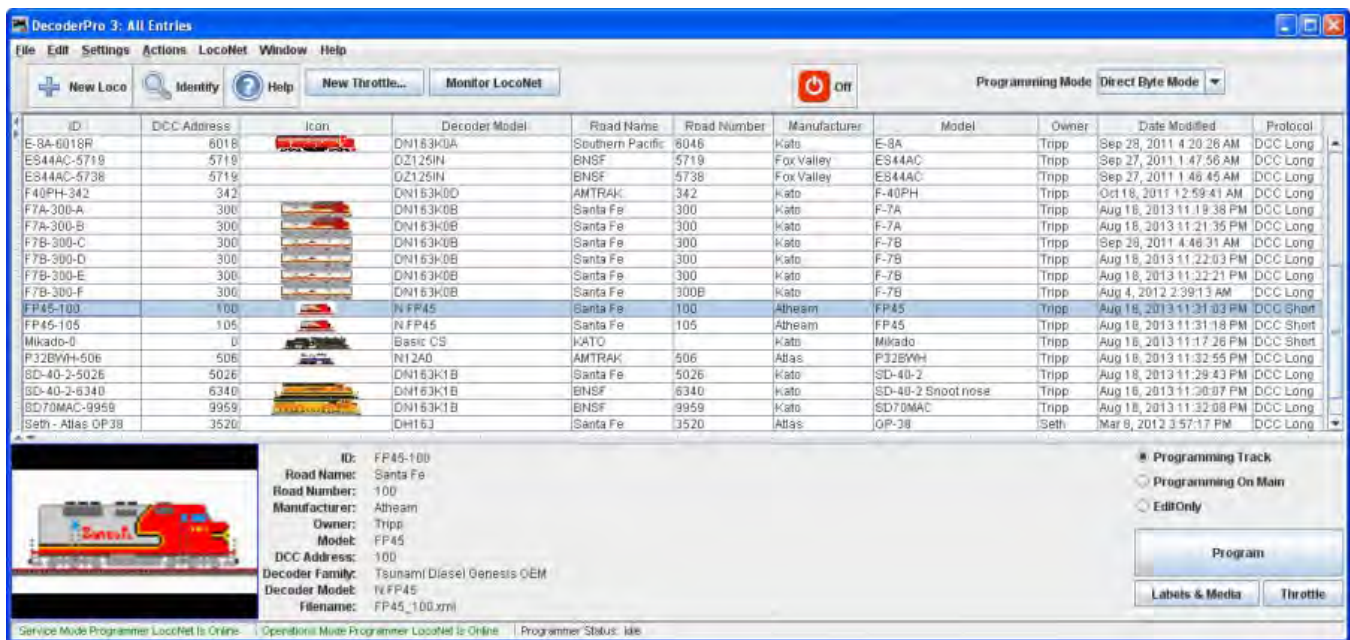 DecoderPro 3: All Entries
File Edit Settings Actions LocoNet Window Help
New Loco Identify Help New Throttle... Monitor LocoNet Off Programming Mode Direct Byte Mode
ID DCC Address Icon Decoder Model Road Name Road Number Manufacturer Model Owner Date Modified Protocol
E-8A-6018R 6018 DN163K0A Southern Pacific 6046 Kato E-8A Tripp Sep 28, 2011 4:20:26 AM DCC Long
ES44AC-5719 5719 DZ125IN BNSF 5719 Fox Valley ES44AC Tripp Sep 27, 2011 1:47:56 AM DCC Long
ES44AC-5738 5719 DZ125IN BNSF 5738 Fox Valley ES44AC Tripp Sep 27, 2011 1:46:45 AM DCC Long
F40PH-342 342 DN163K0D AMTRAK 342 Kato F-40PH Tripp Oct 18, 2011 12:59:41 AM DCC Long
F7A-300-A 300 DN163K0B Santa Fe 300 Kato F-7A Tripp Aug 18, 2013 11:19:38 PM DCC Long
F7A-300-B 300 DN163K0B Santa Fe 300 Kato F-7A Tripp Aug 18, 2013 11:21:35 PM DCC Long
F7B-300-C 300 DN163K0B Santa Fe 300 Kato F-7B Tripp Sep 28, 2011 4:46:31 AM DCC Long
F7B-300-D 300 DN163K0B Santa Fe 300 Kato F-7B Tripp Aug 18, 2013 11:22:03 PM DCC Long
F7B-300-E 300 DN163K0B Santa Fe 300 Kato F-7B Tripp Aug 18, 2013 11:22:21 PM DCC Long
F7B-300-F 300 DN163K0B Santa Fe 300B Kato F-7B Tripp Aug 4, 2012 2:39:13 AM DCC Long
FP45-100 100 N FP45 Santa Fe 100 Athearn FP45 Tripp Aug 18, 2013 11:31:03 PM DCC Short
FP45-105 105 N FP45 Santa Fe 105 Athearn FP45 Tripp Aug 18, 2013 11:31:18 PM DCC Short
Mikado-0 0 Basic CS KATO Kato Mikado Tripp Aug 18, 2013 11:17:26 PM DCC Short
P32BWH-506 506 N12A0 AMTRAK 506 Atlas P32BWH Tripp Aug 18, 2013 11:32:55 PM DCC Long
SD-40-2-5026 5026 DN163K1B Santa Fe 5026 Kato SD-40-2 Tripp Aug 18, 2013 11:29:43 PM DCC Long
SD-40-2-6340 6340 DN163K1B BNSF 6340 Kato SD-40-2 Snoot nose Tripp Aug 18, 2013 11:30:07 PM DCC Long
SD70MAC-9959 9959 DN163K1B BNSF 9959 Kato SD70MAC Tripp Aug 18, 2013 11:32:08 PM DCC Long
Seth - Atlas GP38 3520 DH163 Santa Fe 3520 Atlas GP-38 Seth Mar 8, 2012 3:57:17 PM DCC Long
Santa Fe
ID: FP45-100
Road Name: Santa Fe
Road Number: 100
Manufacturer: Athearn
Owner: Tripp
Model: FP45
DCC Address: 100
Decoder Family: Tsunami Diesel Genesis OEM
Decoder Model: N FP45
Filename: FP45_100.xml
Programming Track
Programming On Main
Edit Only
Program
Labels & Media Throttle
Service Mode Programmer LocoNet Is Online Operations Mode Programmer LocoNet Is Online Programmer Status: Idle